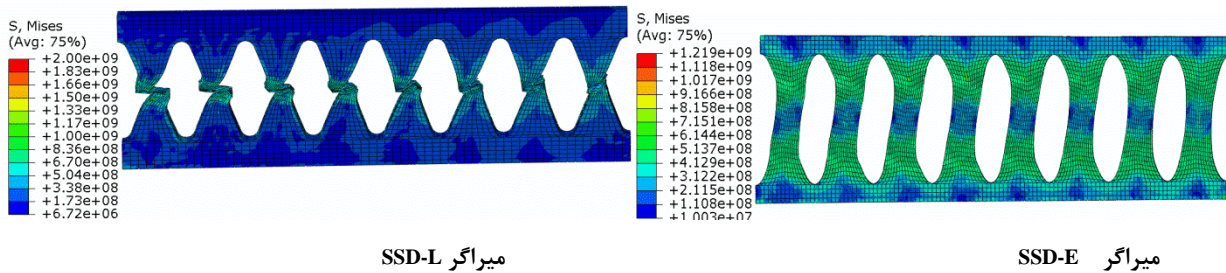 S, Mises
(Avg: 75%)
+2.00e+09
+1.83e+09
+1.66e+09
+1.50e+09
+1.33e+09
+1.17e+09
+1.00e+09
+8.36e+08
+6.70e+08
+5.04e+08
+3.38e+08
+1.73e+08
+6.72e+06
S, Mises
(Avg: 75%)
+1.219e+09
+1.118e+09
+1.017e+09
+9.166e+08
+8.158e+08
+7.151e+08
+6.144e+08
+5.137e+08
+4.129e+08
+3.122e+08
+2.115e+08
+1.108e+08
+1.003e+07
میراگر SSD-L
میراگر SSD-E